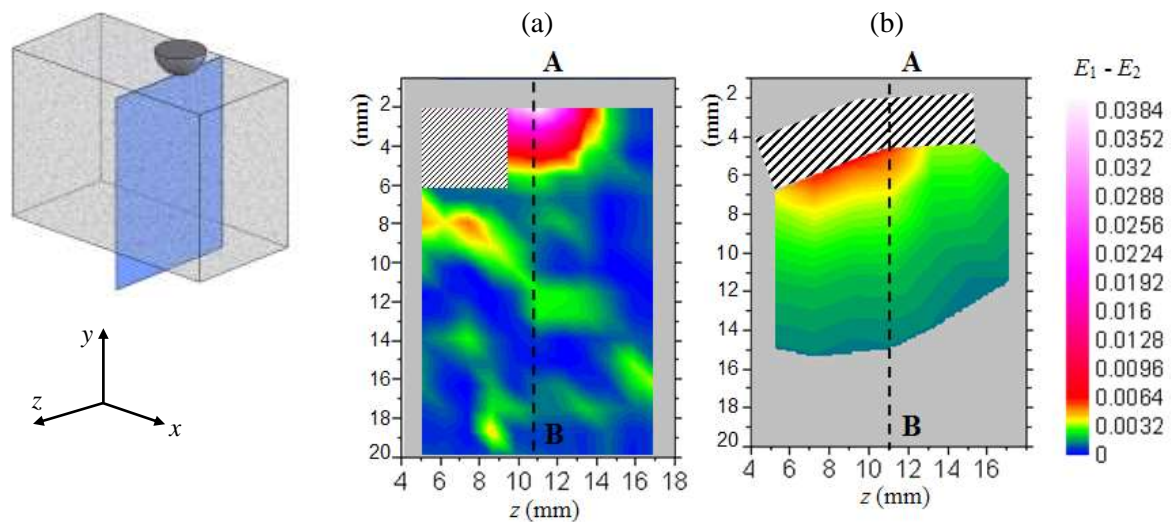 (a)
(b)
A
A
E1 - E2
(mm)
2
4
6
8
10
12
14
16
18
20
(mm)
2
4
6
8
10
12
14
16
18
20
0.0384
0.0352
0.032
0.0288
0.0256
0.0224
0.0192
0.016
0.0128
0.0096
0.0064
0.0032
0
y
z
x
B
B
4 6 8 10 12 14 16 18
4 6 8 10 12 14 16
z (mm)
z (mm)